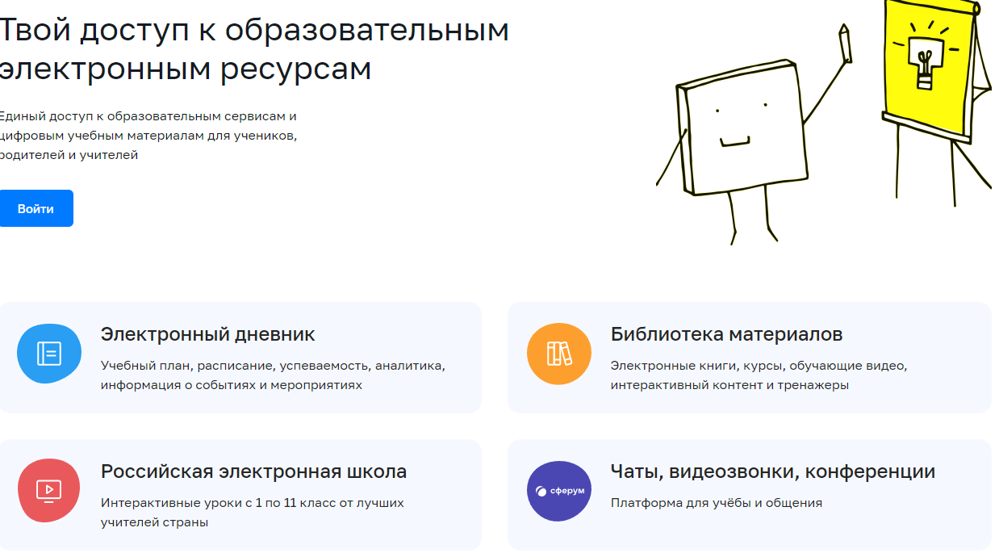 Твой доступ к образовательным
электронным ресурсам
Единый доступ к образовательным сервисам и
цифровым учебным материалам для учеников,
родителей и учителей
Войти
Электронный дневник
Учебный план, расписание, успеваемость, аналитика,
информация о событиях и мероприятиях
Библиотека материалов
Электронные книги, курсы, обучающие видео,
интерактивный контент и тренажеры
Российская электронная школа
Интерактивные уроки с 1 по 11 класс от лучших
учителей страны
сферум
Чаты, видеозвонки, конференции
Платформа для учёбы и общения